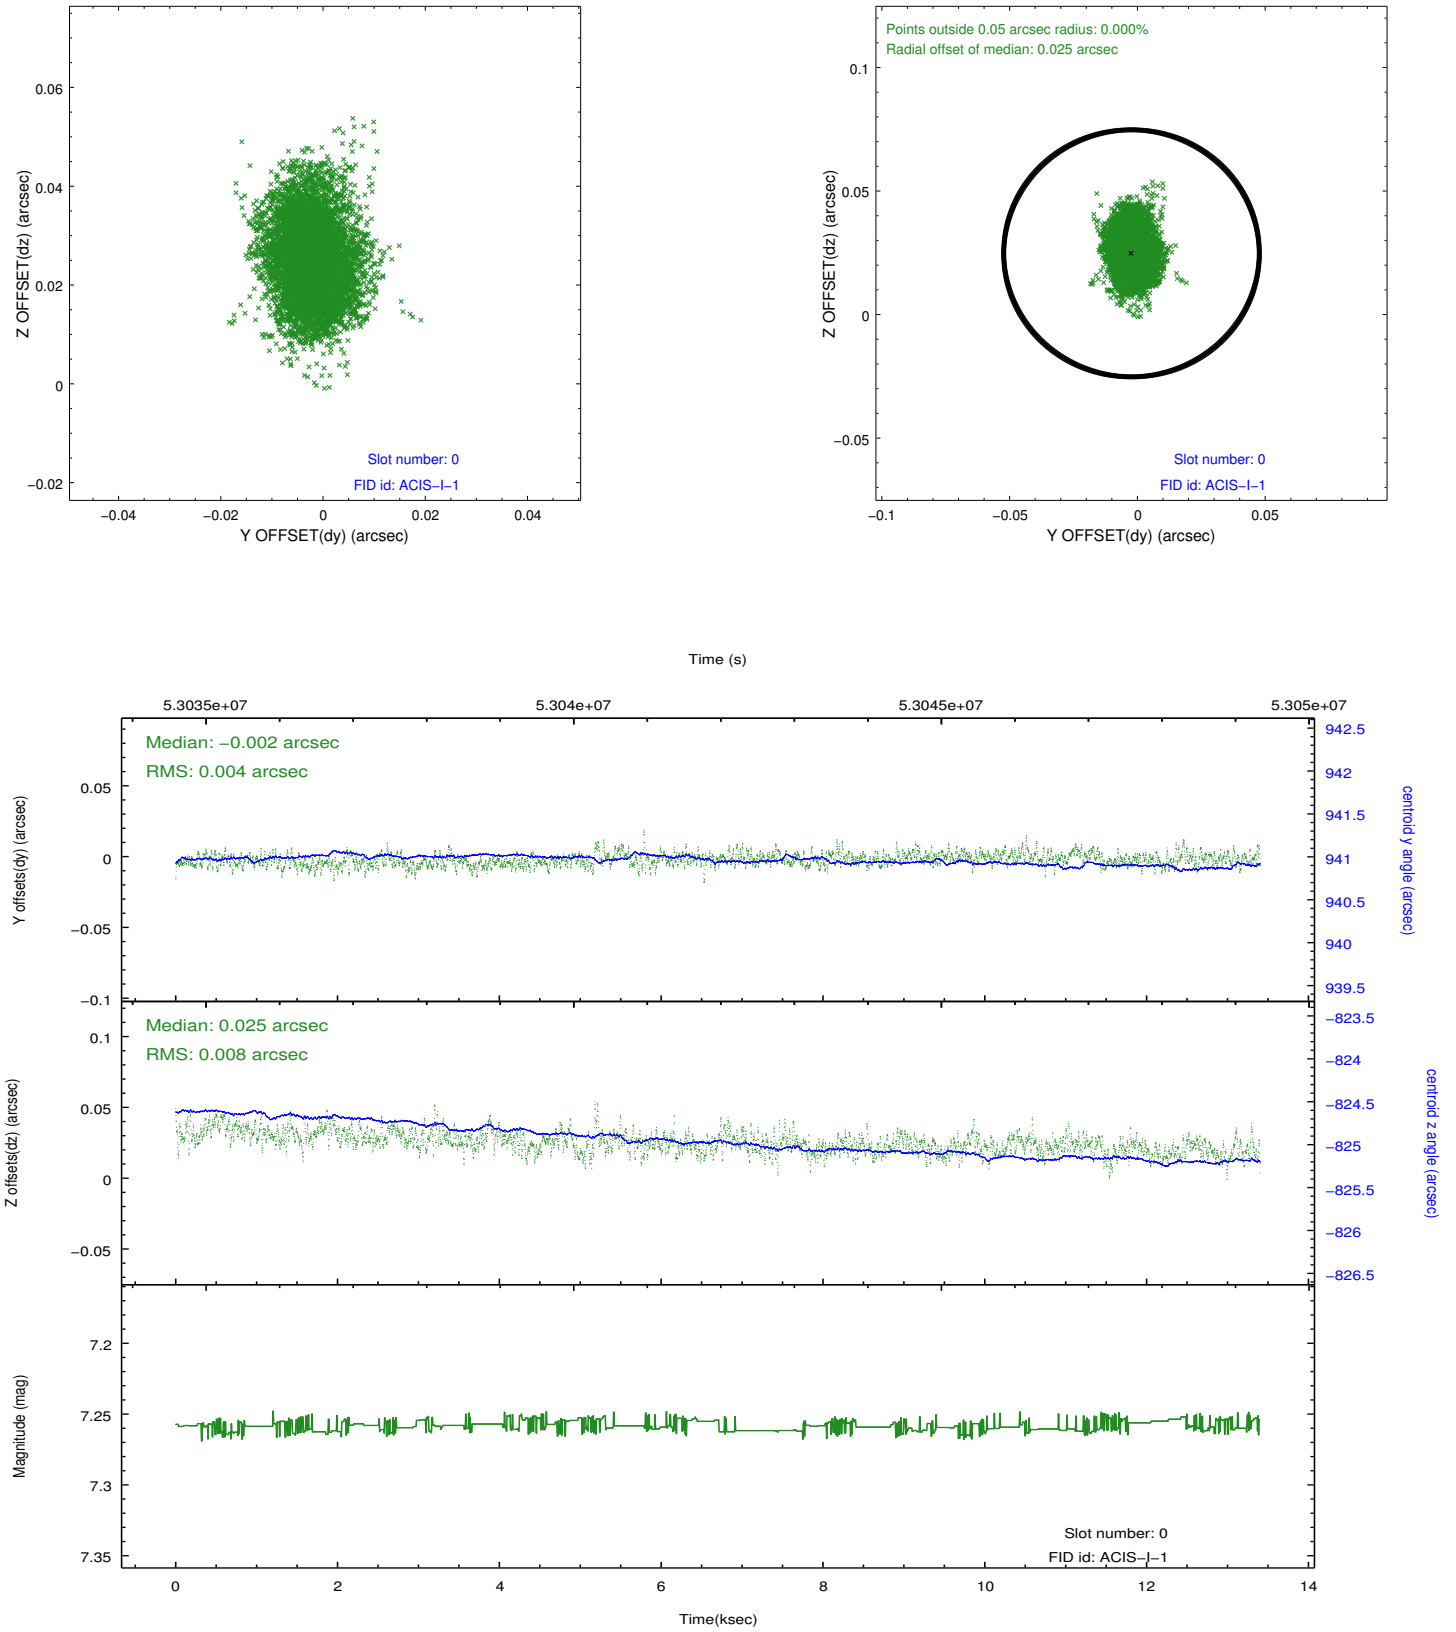 0.06
0.04
0.02
0
−0.02
Z OFFSET(dz) (arcsec)
Slot number: 0
FID id: ACIS−I−1
−0.04 −0.02 0 0.02 0.04
Y OFFSET(dy) (arcsec)
Points outside 0.05 arcsec radius: 0.000%
Radial offset of median: 0.025 arcsec
0.1
0.05
0
−0.05
Z OFFSET(dz) (arcsec)
Slot number: 0
FID id: ACIS−I−1
−0.1 −0.05 0 0.05
Y OFFSET(dy) (arcsec)
Time (s)
5.3035e+07 5.304e+07 5.3045e+07 5.305e+07
Median: −0.002 arcsec
RMS: 0.004 arcsec
0.05
0
−0.05
−0.1
Y offsets(dy) (arcsec)
942.5
942
941.5
941
940.5
940
939.5
centroid y angle (arcsec)
Median: 0.025 arcsec
RMS: 0.008 arcsec
0.1
0.05
0
−0.05
Z offsets(dz) (arcsec)
−823.5
−824
−824.5
−825
−825.5
−826
−826.5
centroid z angle (arcsec)
7.2
7.25
7.3
7.35
Magnitude (mag)
Slot number: 0
FID id: ACIS−I−1
0 2 4 6 8 10 12 14
Time(ksec)